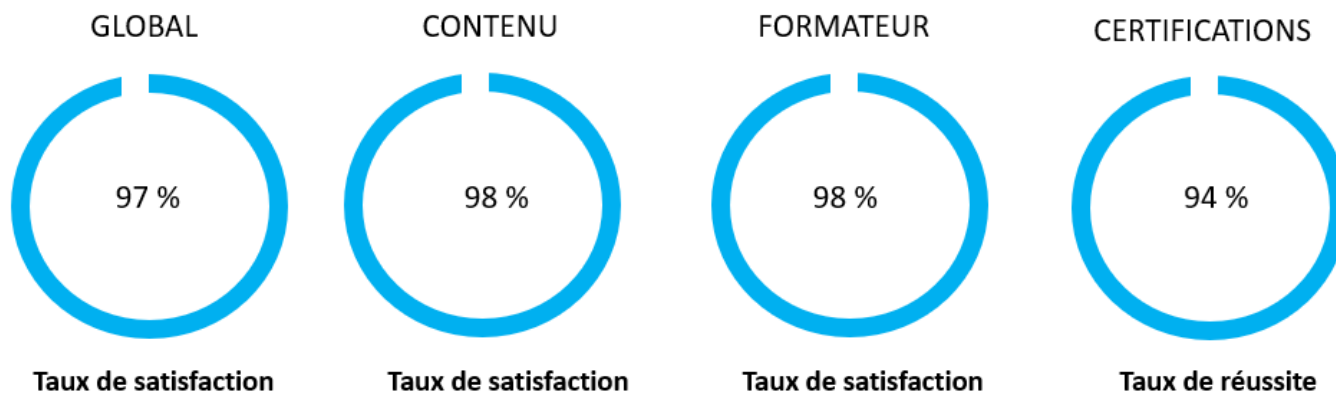 GLOBAL
CONTENU
FORMATEUR
CERTIFICATIONS
97 %
98 %
98 %
94 %
Taux de satisfaction
Taux de satisfaction
Taux de satisfaction
Taux de réussite